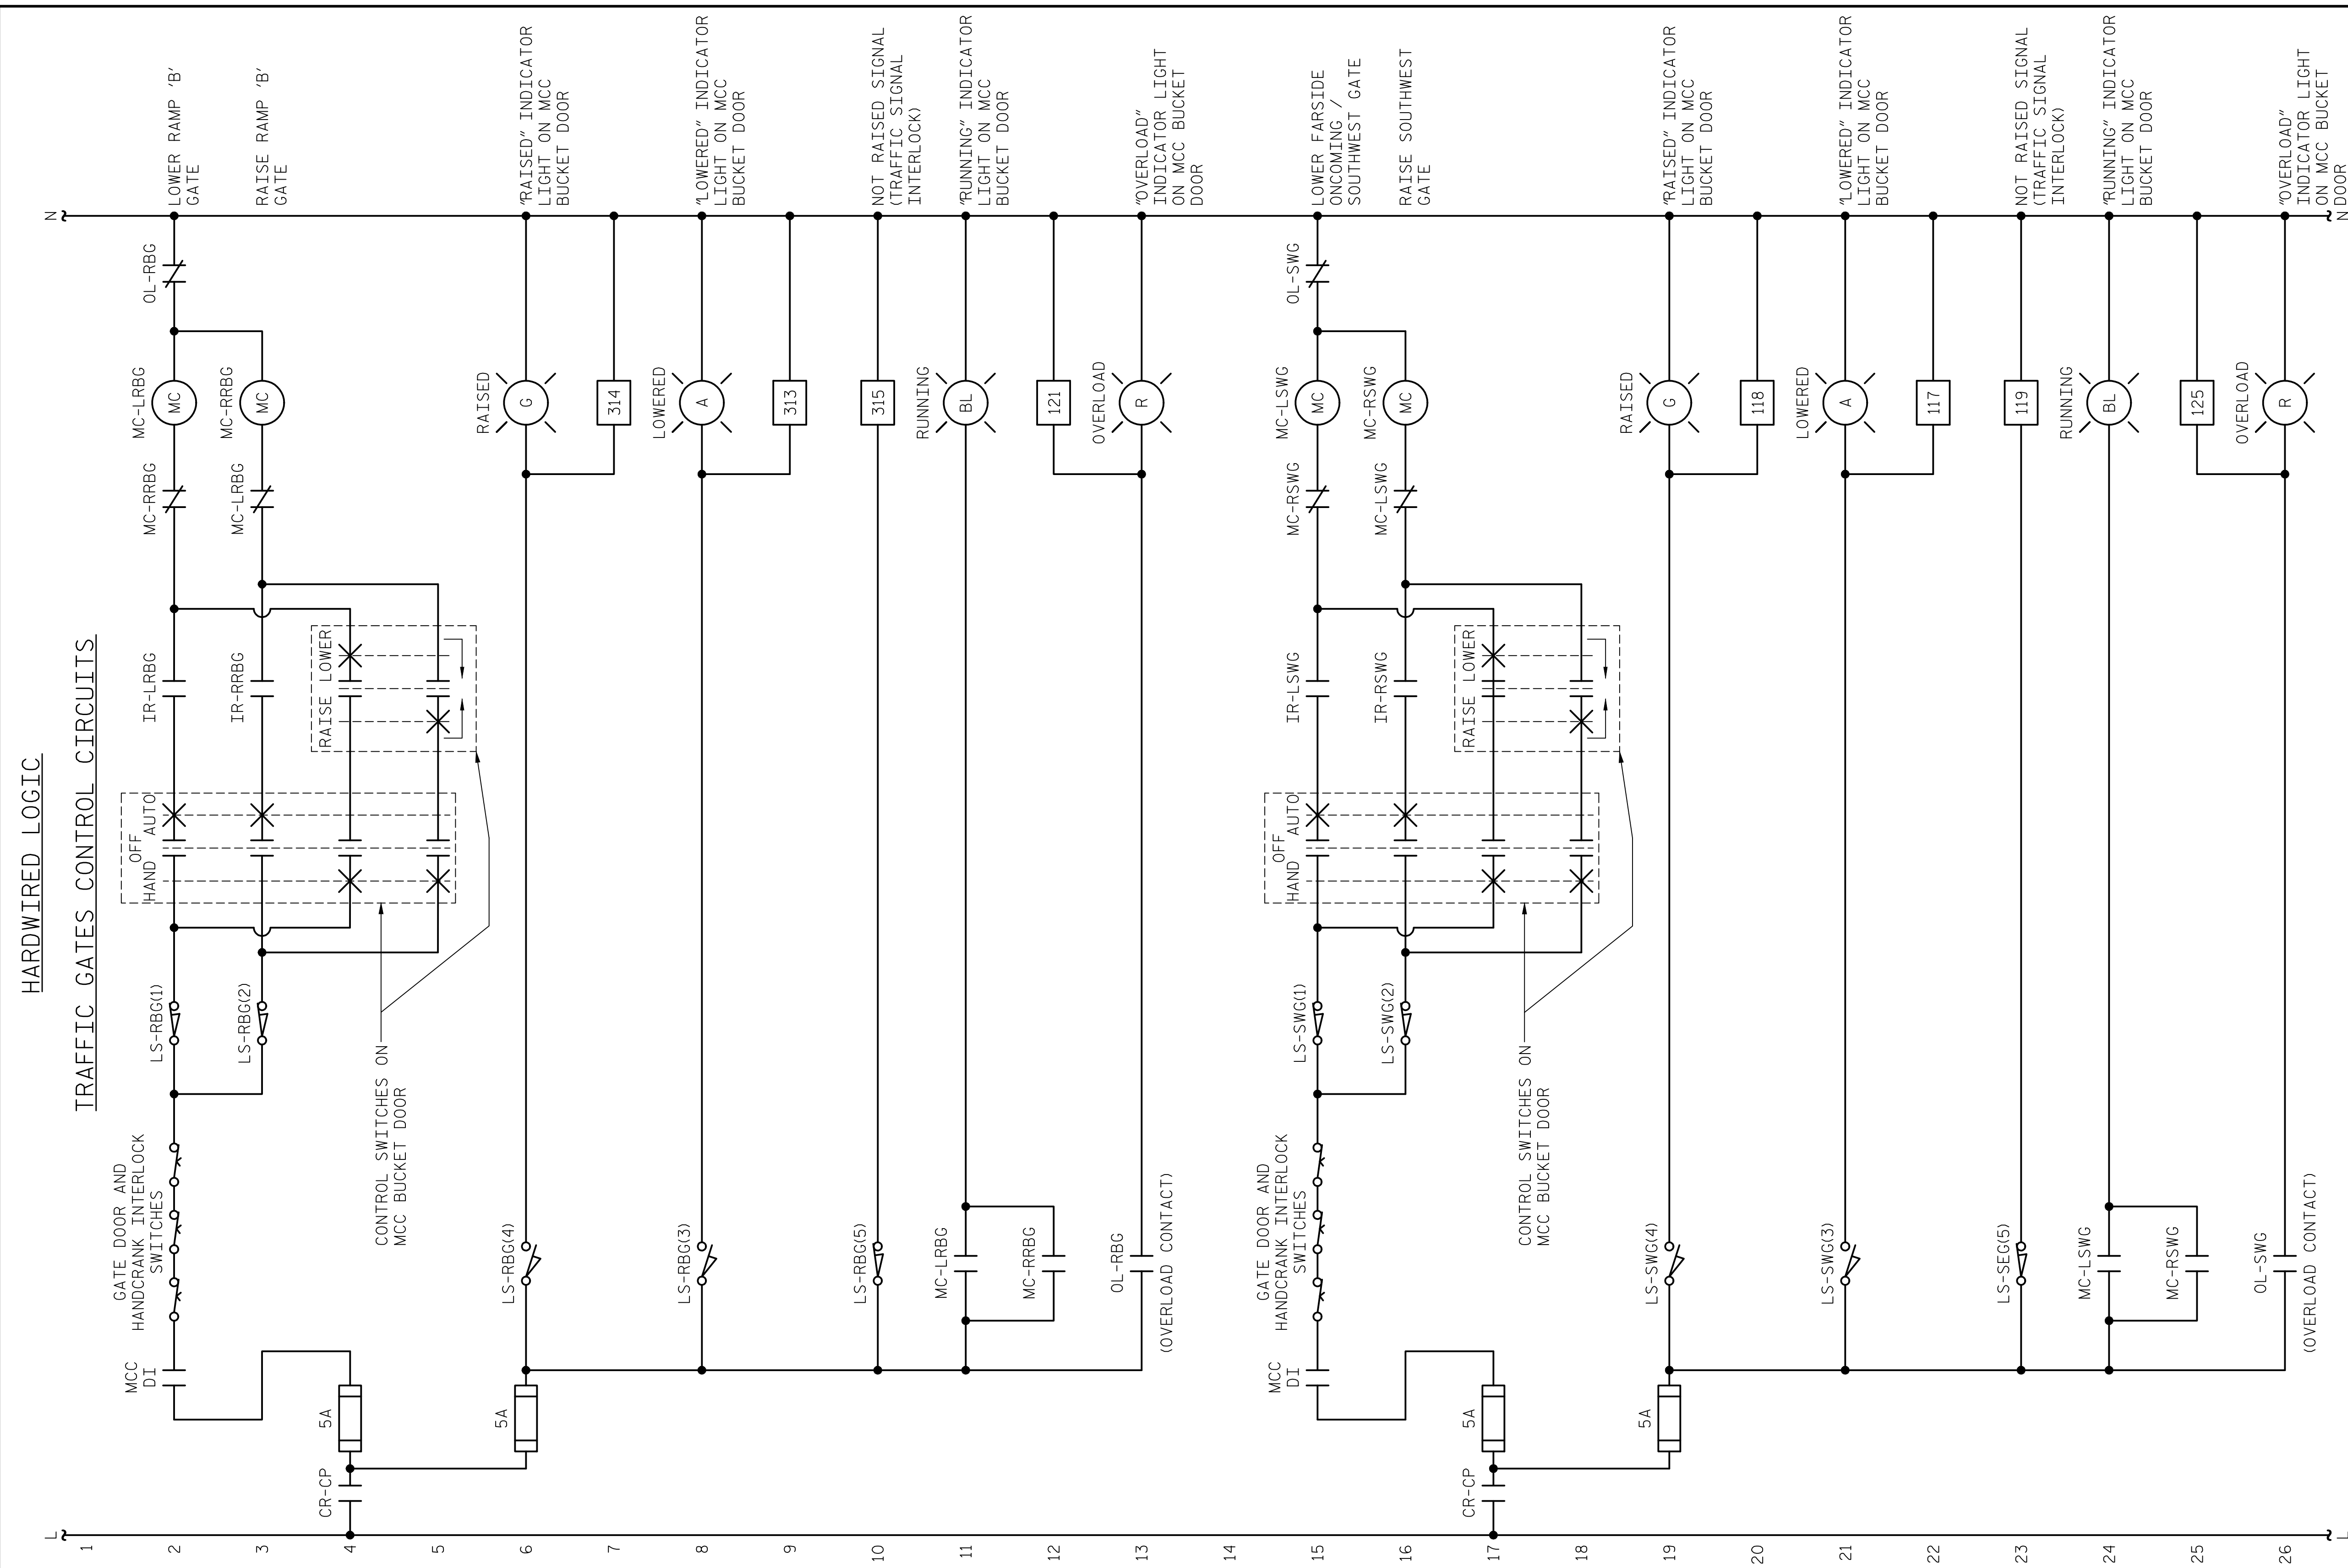 HARDWIRED LOGIC
TRAFFIC GATES CONTROL CIRCUITS
L
N
1
2
MCC
DI
GATE DOOR AND
HANDCRANK INTERLOCK
SWITCHES
LS-RBG(1)
OFF
HAND AUTO
IR-LRBG
MC-RRBG
MC-LRBG
MC
OL-RBG
LOWER RAMP 'B'
GATE
3
LS-RBG(2)
IR-RRBG
MC-LRBG
MC-RRBG
MC
RAISE RAMP 'B'
GATE
4
CR-CP
5A
RAISE LOWER
5
CONTROL SWITCHES ON
MCC BUCKET DOOR
6
5A
LS-RBG(4)
RAISED
G
"RAISED" INDICATOR
LIGHT ON MCC
BUCKET DOOR
7
314
8
LS-RBG(3)
LOWERED
A
"LOWERED" INDICATOR
LIGHT ON MCC
BUCKET DOOR
9
313
10
LS-RBG(5)
315
NOT RAISED SIGNAL
(TRAFFIC SIGNAL
INTERLOCK)
11
MC-LRBG
RUNNING
BL
"RUNNING" INDICATOR
LIGHT ON MCC
BUCKET DOOR
12
MC-RRBG
121
13
OL-RBG
(OVERLOAD CONTACT)
OVERLOAD
R
"OVERLOAD"
INDICATOR LIGHT
ON MCC BUCKET
DOOR
14
15
MCC
DI
GATE DOOR AND
HANDCRANK INTERLOCK
SWITCHES
LS-SWG(1)
OFF
HAND AUTO
IR-LSWG
MC-RSWG
MC-LSWG
MC
OL-SWG
LOWER FARSIDE
ONCOMING /
SOUTHWEST GATE
16
LS-SWG(2)
IR-RSWG
MC-LSWG
MC-RSWG
MC
RAISE SOUTHWEST
GATE
17
CR-CP
5A
RAISE LOWER
18
CONTROL SWITCHES ON
MCC BUCKET DOOR
19
5A
LS-SWG(4)
RAISED
G
"RAISED" INDICATOR
LIGHT ON MCC
BUCKET DOOR
20
118
21
LS-SWG(3)
LOWERED
A
"LOWERED" INDICATOR
LIGHT ON MCC
BUCKET DOOR
22
117
23
LS-SEG(5)
119
NOT RAISED SIGNAL
(TRAFFIC SIGNAL
INTERLOCK)
24
MC-LSWG
RUNNING
BL
"RUNNING" INDICATOR
LIGHT ON MCC
BUCKET DOOR
25
MC-RSWG
125
26
OL-SWG
(OVERLOAD CONTACT)
OVERLOAD
R
"OVERLOAD"
INDICATOR LIGHT
ON MCC BUCKET
DOOR
L
N